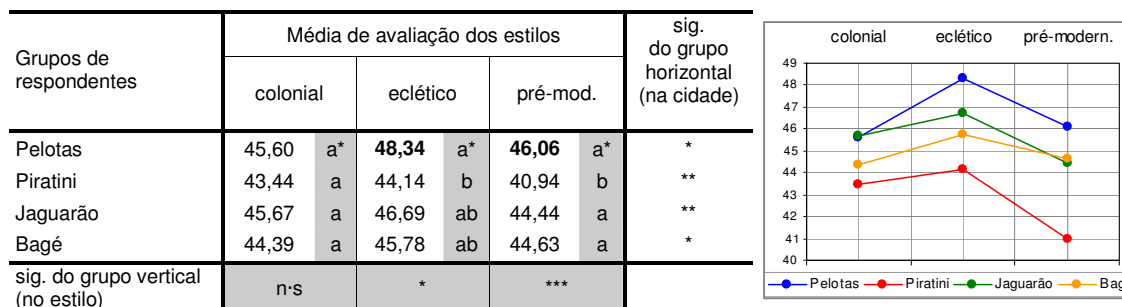 Grupos de respondentes Média de avaliação dos estilos sig. do grupo horizontal (na cidade)
colonial eclético pré-mod.
Pelotas 45,60 a* 48,34 a* 46,06 a* *
Piratini 43,44 a 44,14 b 40,94 b **
Jaguarão 45,67 a 46,69 ab 44,44 a **
Bagé 44,39 a 45,78 ab 44,63 a *
sig. do grupo vertical (no estilo) n·s * ***
colonial eclético pré-modern.
49
48
47
46
45
44
43
42
41
40
Pelotas Piratini Jaguarão